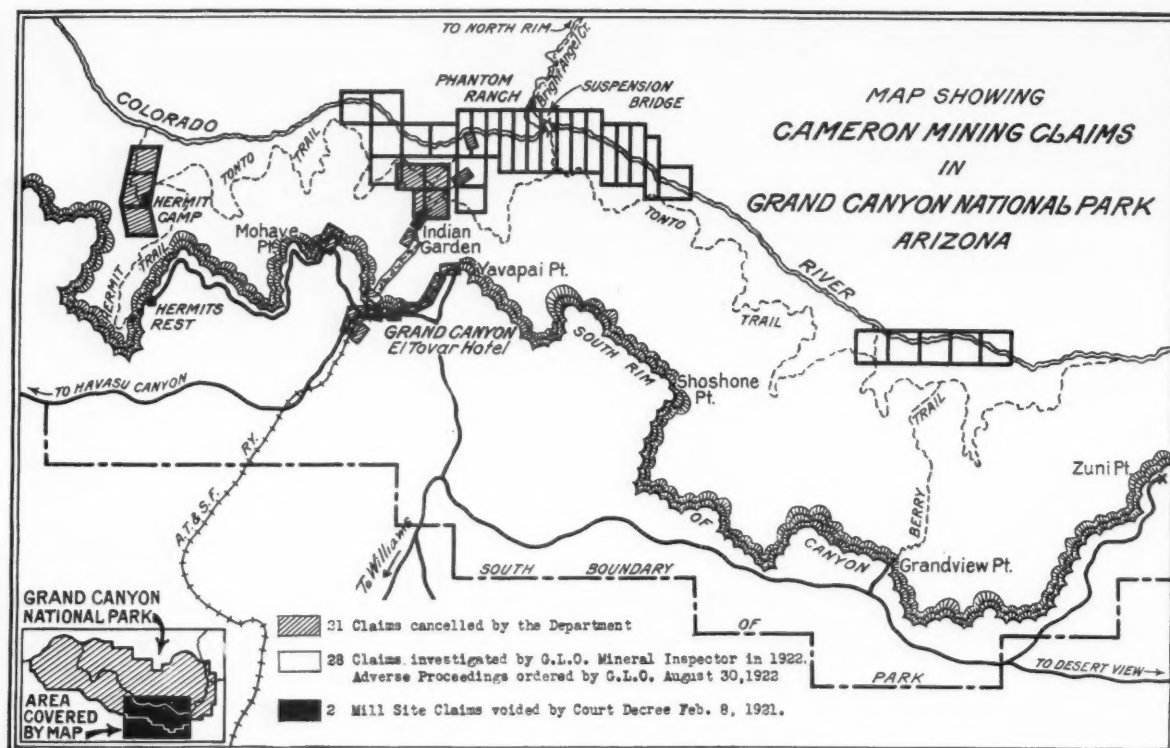 TO NORTH RIM
Bright Angel Cr.
PHANTOM
RANCH
SUSPENSION
BRIDGE
MAP SHOWING
CAMERON MINING CLAIMS
IN
GRAND CANYON NATIONAL PARK
ARIZONA
COLORADO
RIVER
TONTO
TRAIL
HERMIT
CAMP
HERMIT
TRAIL
HERMITS
REST
Mohave
Pt.
Indian
Garden
Yavapai Pt.
GRAND CANYON
El Tovar Hotel
TONTO
TRAIL
SOUTH RIM
OF
CANYON
Shoshone
Pt.
BERRY
TRAIL
Zuni Pt.
Grandview Pt.
TO HAVASU CANYON
A.T.&S.F.
RY.
To Williams
SOUTH BOUNDARY
OF
PARK
TO DESERT VIEW
GRAND CANYON
NATIONAL PARK
AREA
COVERED
BY MAP
21 Claims cancelled by the Department
28 Claims investigated by G.L.O. Mineral Inspector in 1922.
Adverse Proceedings ordered by G.L.O. August 30,1922
2 Mill Site Claims voided by Court Decree Feb. 8, 1921.